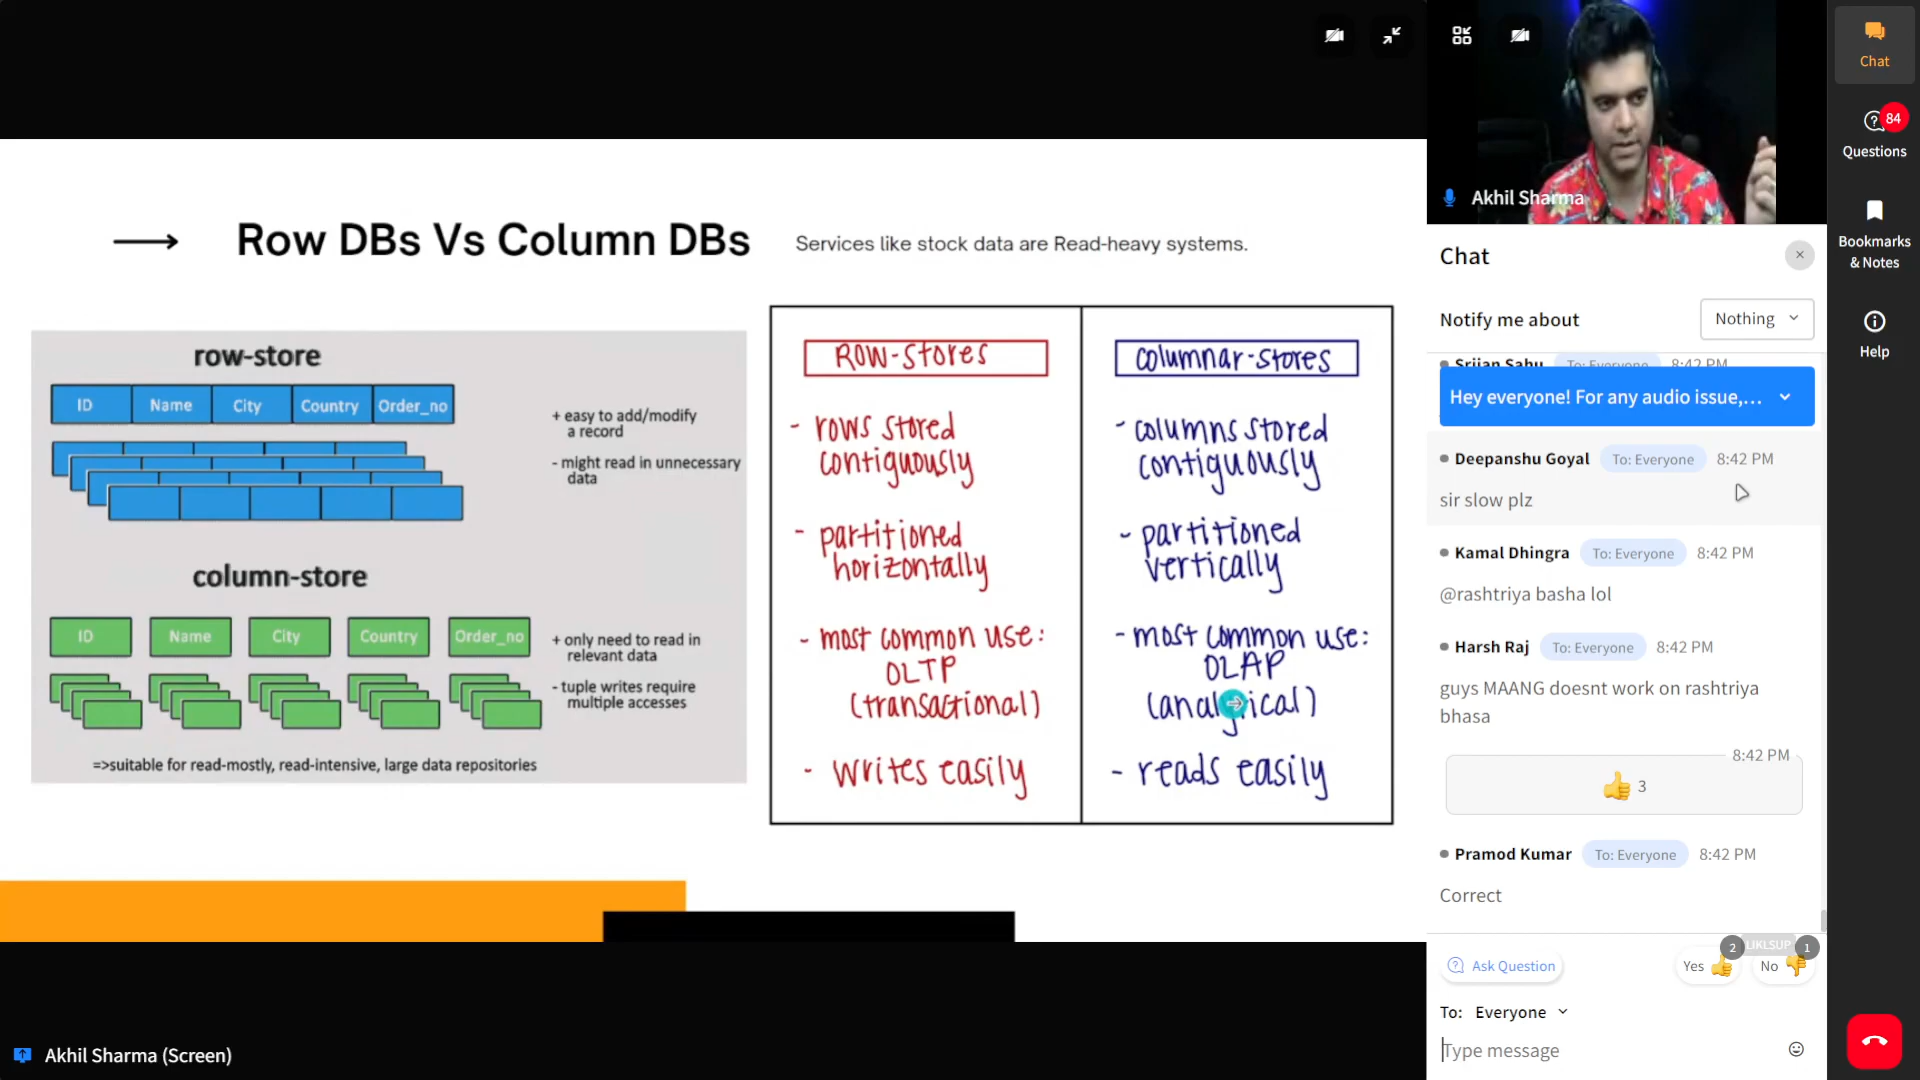 Row DBs Vs Column DBs
Services like stock data are Read-heavy systems.
row-store
ID Name City Country Order_no
+ easy to add/modify
a record
- might read in unnecessary
data
column-store
ID Name City Country Order_no
+ only need to read in
relevant data
- tuple writes require
multiple accesses
=>suitable for read-mostly, read-intensive, large data repositories
Row-stores
- rows stored
contiguously
- partitioned
horizontally
- most common use:
OLTP
(transactional)
- writes easily
columnar-stores
- columns stored
contiguously
- partitioned
vertically
- most common use:
OLAP
- reads easily
Akhil Sharma (Screen)
Akhil Sharma
Chat
Notify me about
Nothing
Srijan Sahu To: Everyone 8:42 PM
Hey everyone! For any audio issue,...
Deepanshu Goyal To: Everyone 8:42 PM
sir slow plz
Kamal Dhingra To: Everyone 8:42 PM
@rashtriya basha lol
Harsh Raj To: Everyone 8:42 PM
guys MAANG doesnt work on rashtriya
bhasa
8:42 PM
3
Pramod Kumar To: Everyone 8:42 PM
Correct
LIKLSUP
2
1
Ask Question
Yes
No
To: Everyone
Type message
Chat
84
Questions
Bookmarks
& Notes
Help